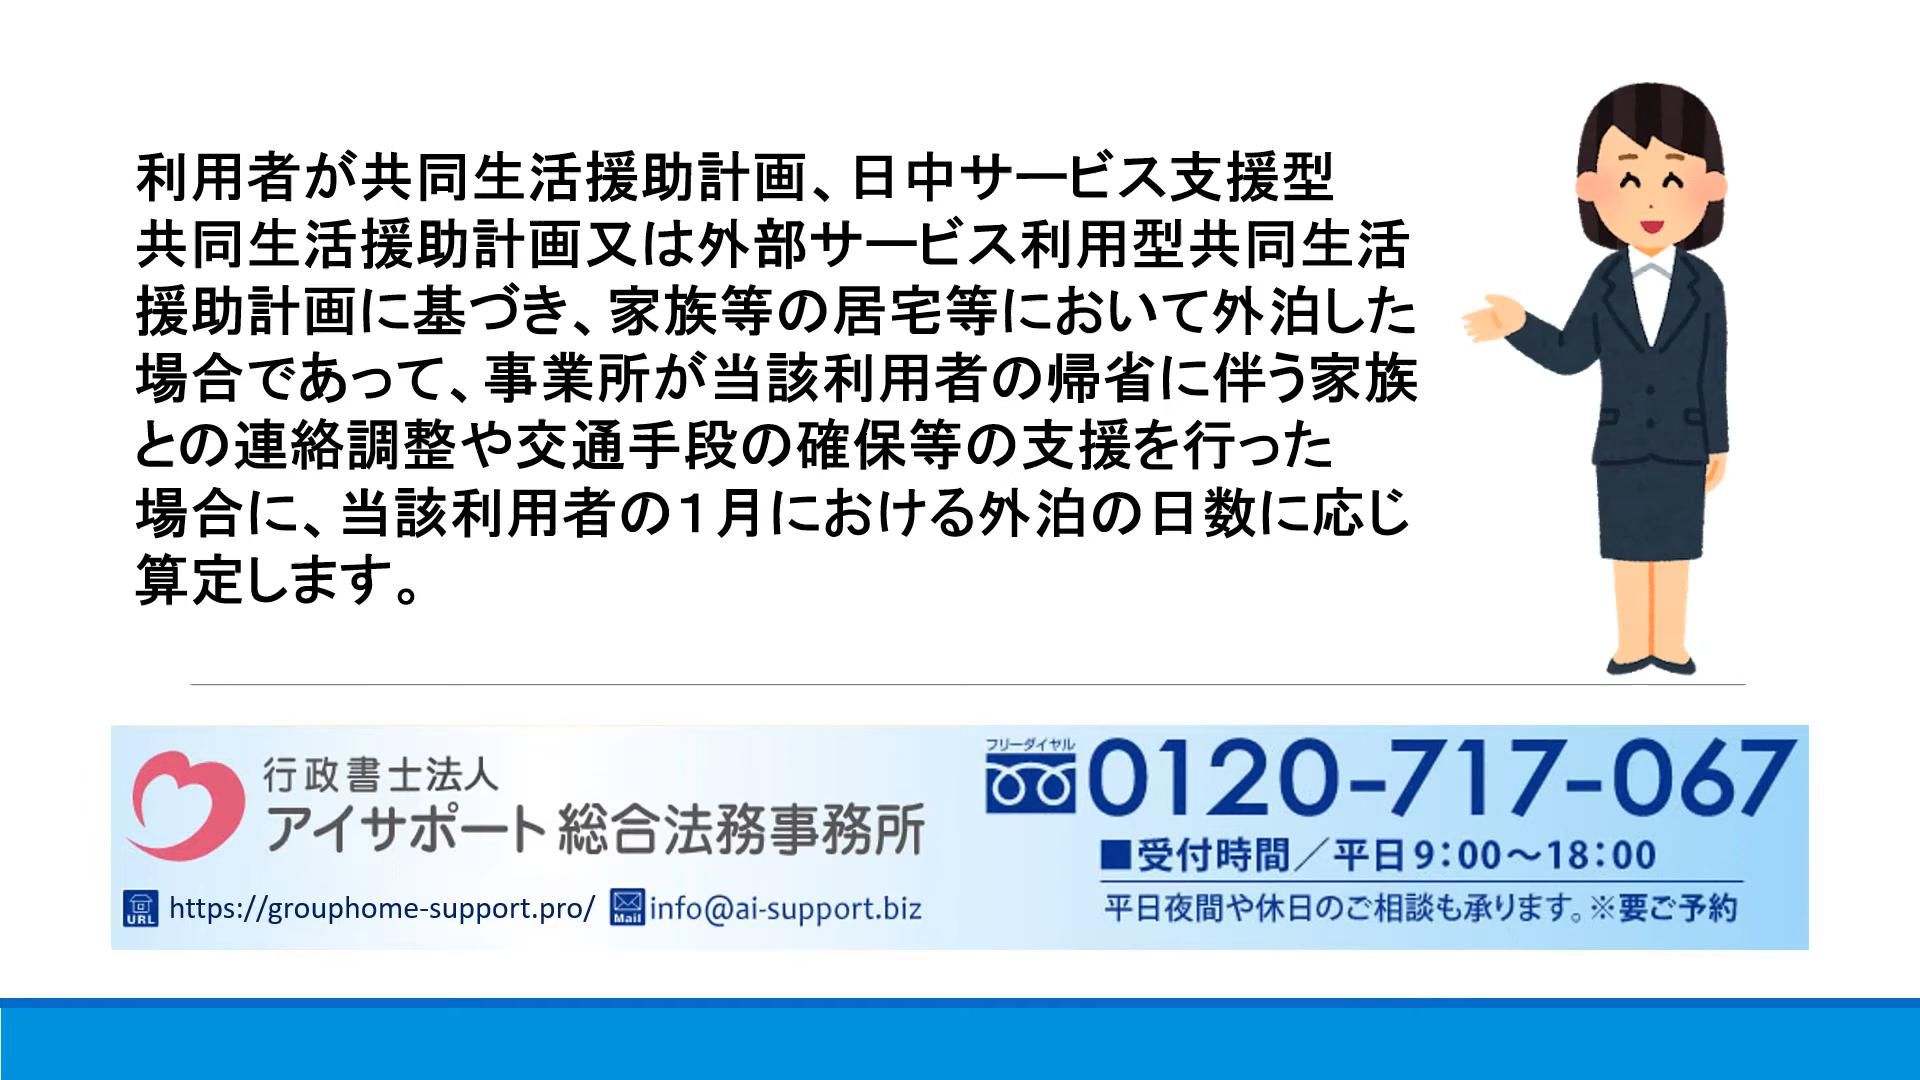 利用者が共同生活援助計画、日中サービス支援型
共同生活援助計画又は外部サービス利用型共同生活
援助計画に基づき、家族等の居宅等において外泊した
場合であって、事業所が当該利用者の帰省に伴う家族
との連絡調整や交通手段の確保等の支援を行った
場合に、当該利用者の１月における外泊の日数に応じ
算定します。
行政書士法人
アイサポート総合法務事務所
URL https://grouphome-support.pro/ Mail info@ai-support.biz
フリーダイヤル
0120-717-067
■受付時間／平日9：00～18：00
平日夜間や休日のご相談も承ります。※要ご予約